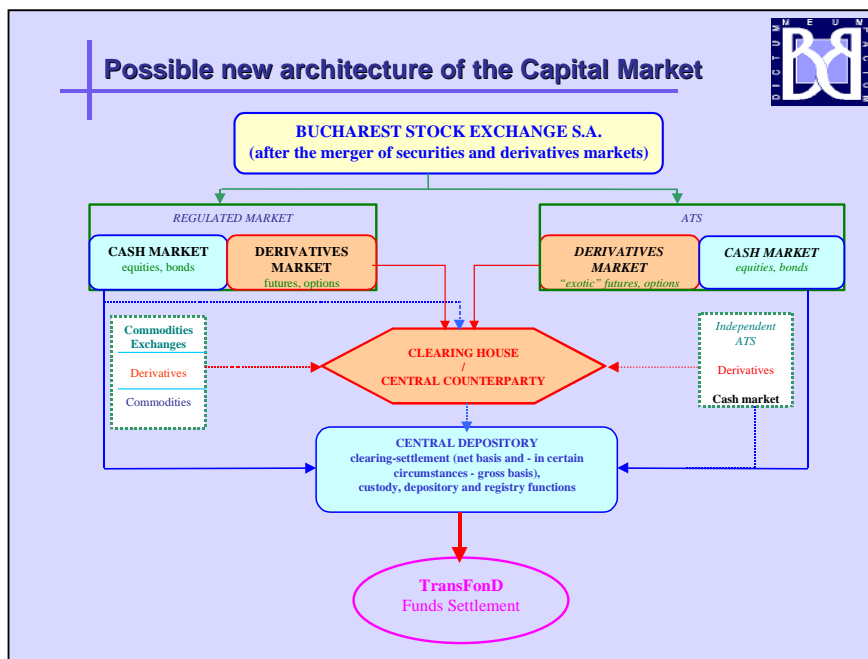 Possible new architecture of the Capital Market
DICTUM MEUM PACTUM
BUCHAREST STOCK EXCHANGE S.A.
(after the merger of securities and derivatives markets)
REGULATED MARKET
CASH MARKET
equities, bonds
DERIVATIVES
MARKET
futures, options
ATS
DERIVATIVES
MARKET
"exotic" futures, options
CASH MARKET
equities, bonds
Commodities
Exchanges
Derivatives
Commodities
CLEARING HOUSE
/
CENTRAL COUNTERPARTY
Independent
ATS
Derivatives
Cash market
CENTRAL DEPOSITORY
clearing-settlement (net basis and - in certain
circumstances - gross basis),
custody, depository and registry functions
TransFonD
Funds Settlement